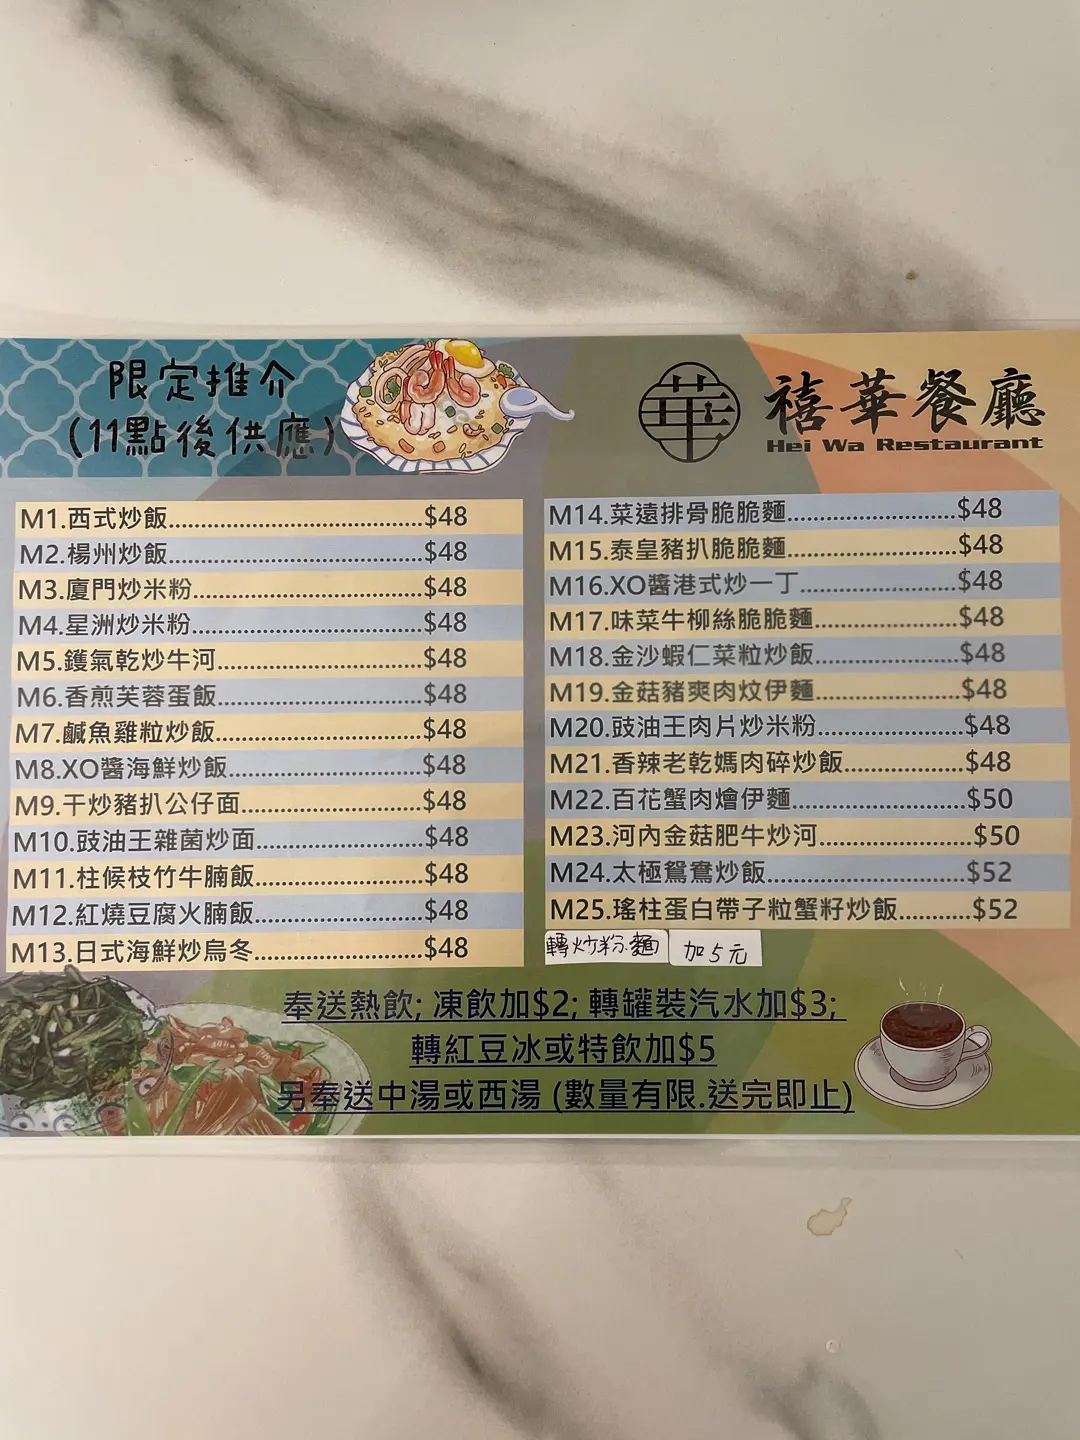 限定推介
(11點後供應)
華
禧華餐廳
Hei Wa Restaurant
M1.西式炒飯........................$48
M2.楊州炒飯........................$48
M3.廈門炒米粉......................$48
M4.星洲炒米粉......................$48
M5.鑊氣乾炒牛河....................$48
M6.香煎芙蓉蛋飯....................$48
M7.鹹魚雞粒炒飯....................$48
M8.XO醬海鮮炒飯...................$48
M9.干炒豬扒公仔面..................$48
M10.豉油王雜菌炒面.................$48
M11.柱候枝竹牛腩飯.................$48
M12.紅燒豆腐火腩飯.................$48
M13.日式海鮮炒烏冬.................$48
M14.菜遠排骨脆脆麵.................$48
M15.泰皇豬扒脆脆麵.................$48
M16.XO醬港式炒一丁................$48
M17.味菜牛柳絲脆脆麵...............$48
M18.金沙蝦仁菜粒炒飯...............$48
M19.金菇豬爽肉炆伊麵...............$48
M20.豉油王肉片炒米粉...............$48
M21.香辣老乾媽肉碎炒飯.............$48
M22.百花蟹肉燴伊麵.................$50
M23.河內金菇肥牛炒河...............$50
M24.太極鴛鴦炒飯...................$52
M25.瑤柱蛋白帶子粒蟹籽炒飯..........$52
轉炒粉.麵 加5元
奉送熱飲; 凍飲加$2; 轉罐裝汽水加$3;
轉紅豆冰或特飲加$5
另奉送中湯或西湯 (數量有限.送完即止)